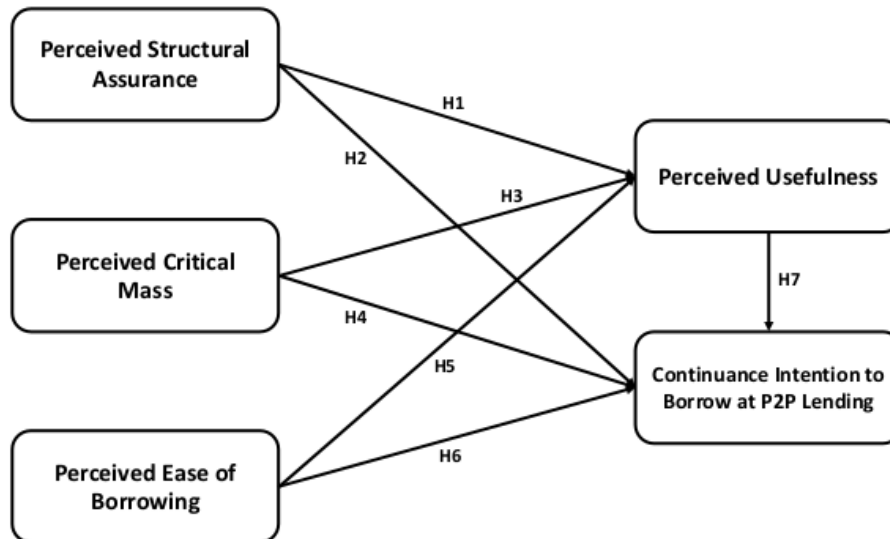 Perceived Structural
Assurance
H1
H2
Perceived Usefulness
H3
Perceived Critical
Mass
H7
H4
H5
Continuance Intention to
Borrow at P2P Lending
H6
Perceived Ease of
Borrowing